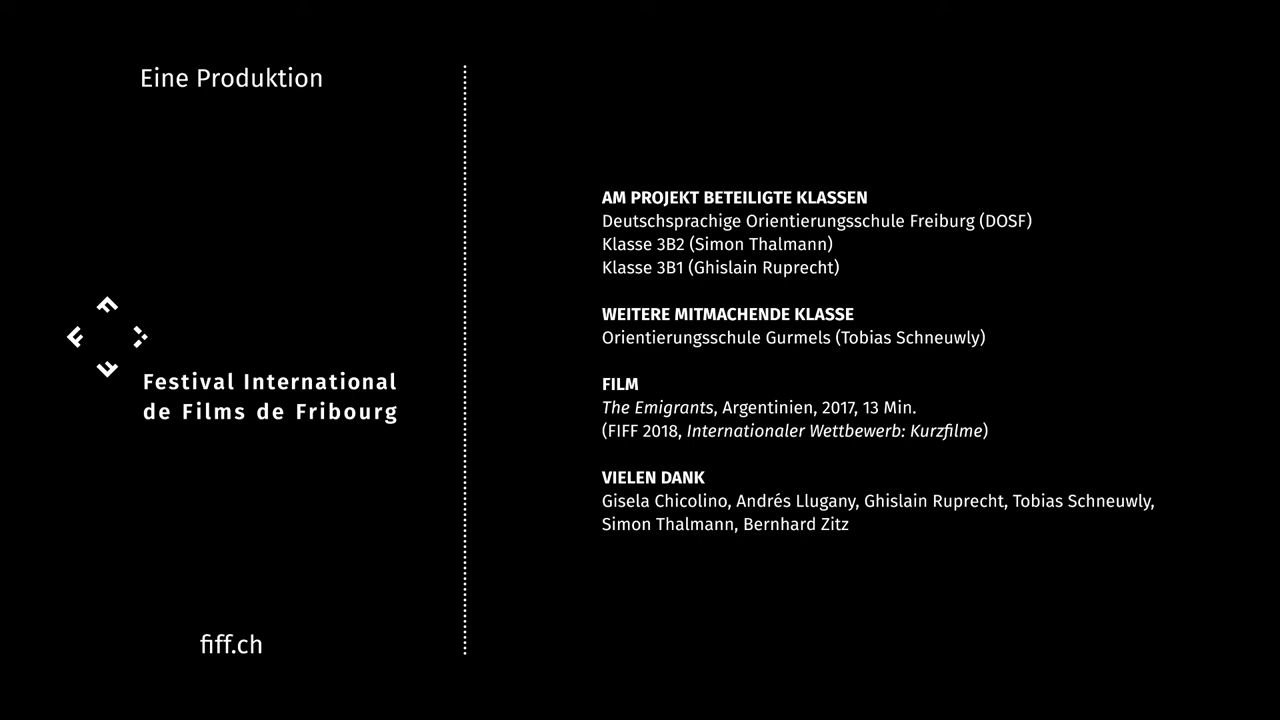 Eine Produktion
Festival International
de Films de Fribourg
fiff.ch
AM PROJEKT BETEILIGTE KLASSEN
Deutschsprachige Orientierungsschule Freiburg (DOSF)
Klasse 3B2 (Simon Thalmann)
Klasse 3B1 (Ghislain Ruprecht)
WEITERE MITMACHENDE KLASSE
Orientierungsschule Gurmels (Tobias Schneuwly)
FILM
The Emigrants, Argentinien, 2017, 13 Min.
(FIFF 2018, Internationaler Wettbewerb: Kurzfilme)
VIELEN DANK
Gisela Chicolino, Andrés Llugany, Ghislain Ruprecht, Tobias Schneuwly,
Simon Thalmann, Bernhard Zitz